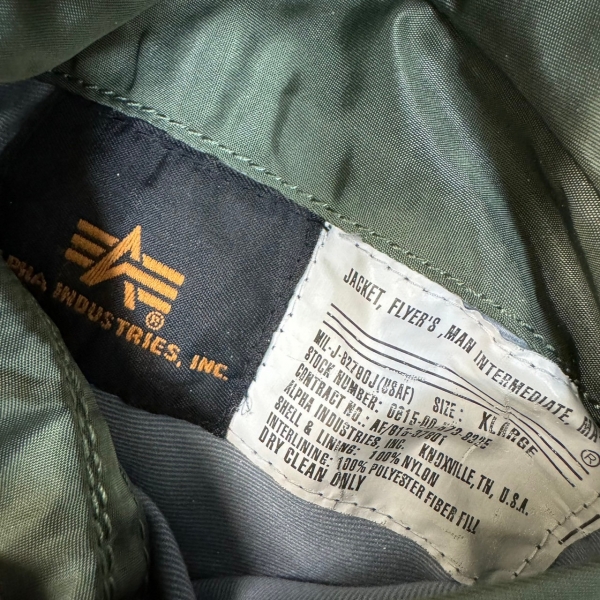 ALPHA INDUSTRIES, INC.
®
JACKET, FLYER'S ,MAN INTERMEDIATE,
MIL-J-8279OJ(USAF) SIZE: XLARGE
STOCK NUMBER:
CONTRACT NO.:
ALPHA INDUSTRIES, INC. KNOXVILLE, TN, U.S.A.
SHELL & LINING: 100% NYLON
INTERLINING: 100% POLYESTER FIBER FILL
DRY CLEAN ONLY
®